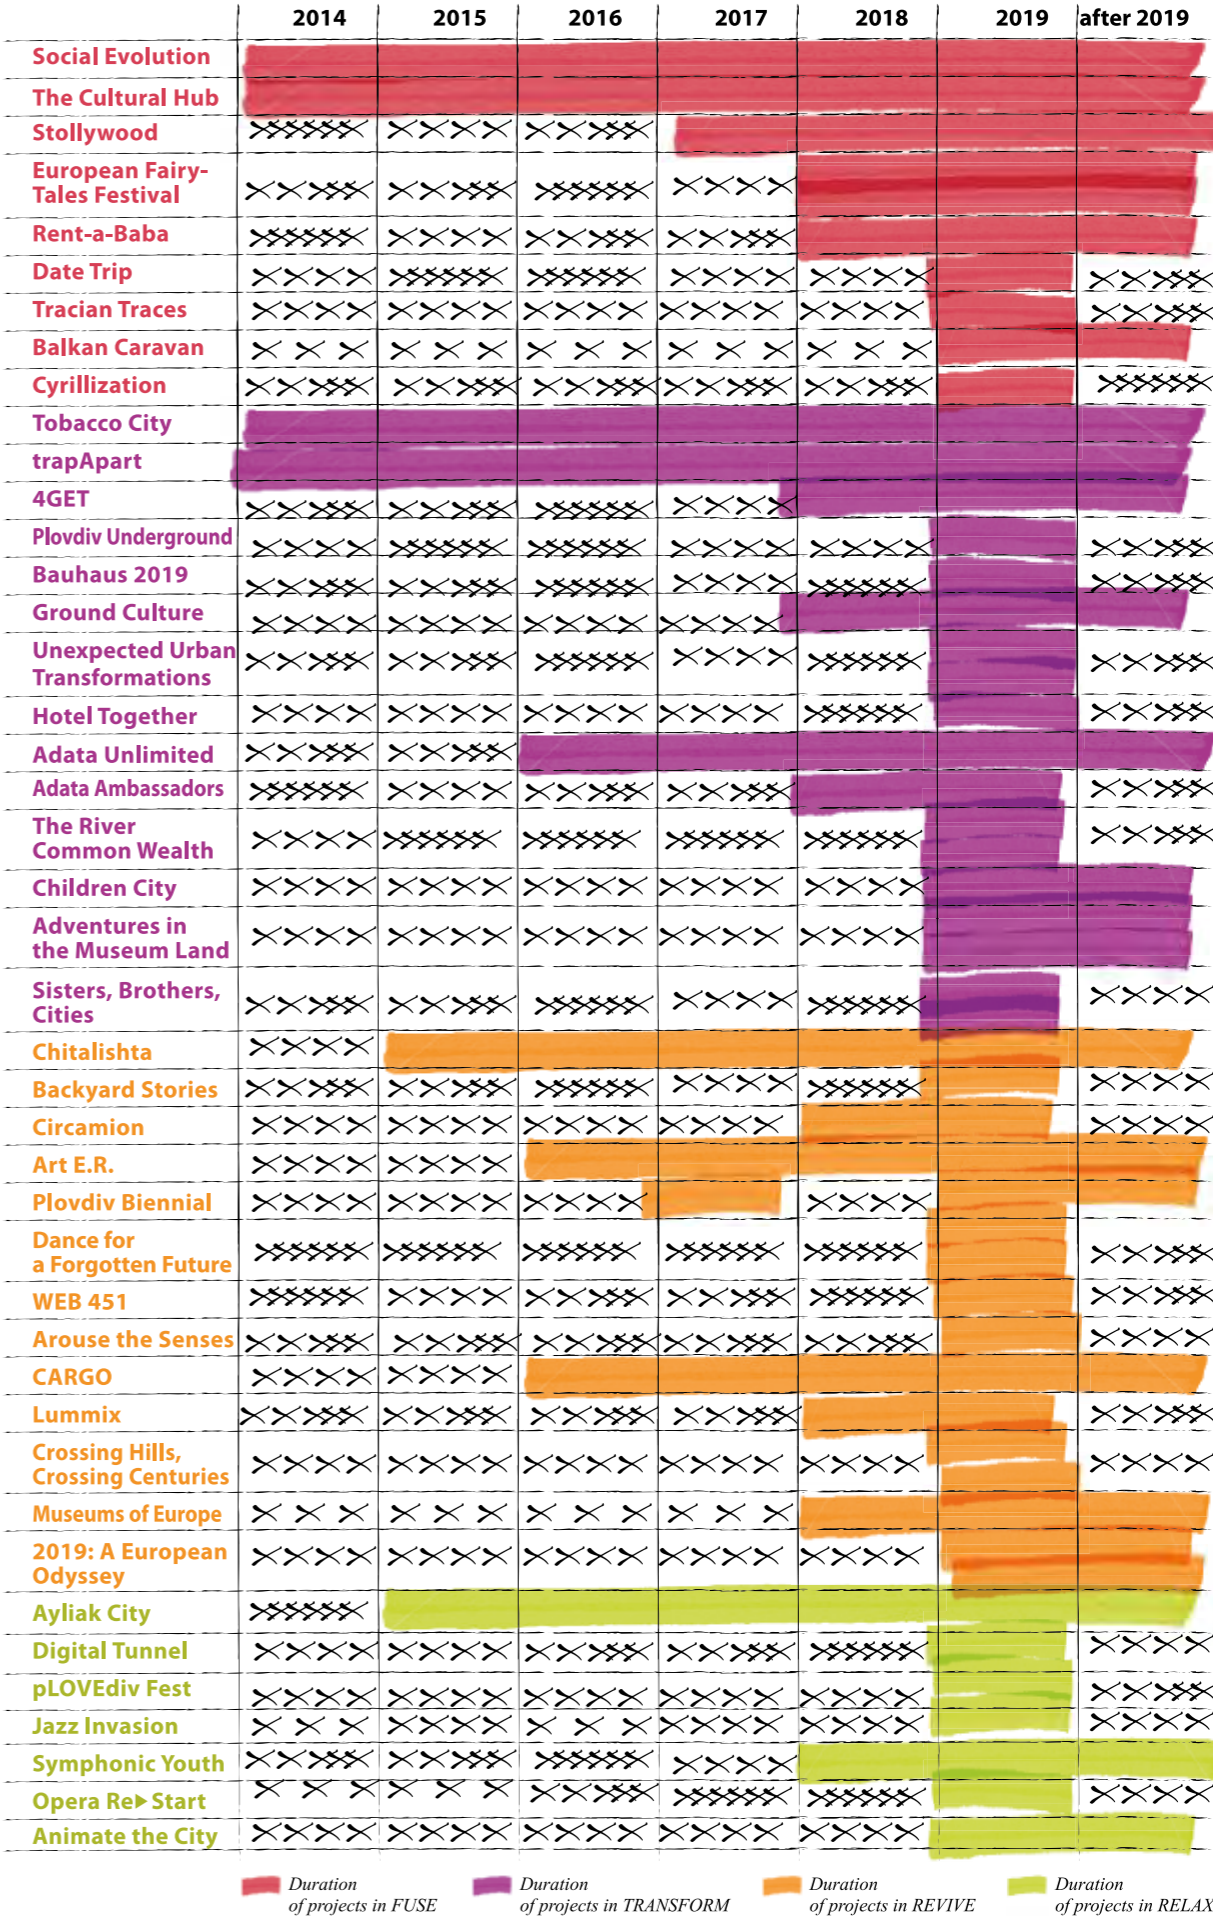 2014 2015 2016 2017 2018 2019 after 2019
Social Evolution
The Cultural Hub
Stollywood
European Fairy-
Tales Festival
Rent-a-Baba
Date Trip
Tracian Traces
Balkan Caravan
Cyrillization
Tobacco City
trapApart
4GET
Plovdiv Underground
Bauhaus 2019
Ground Culture
Unexpected Urban
Transformations
Hotel Together
Adata Unlimited
Adata Ambassadors
The River
Common Wealth
Children City
Adventures in
the Museum Land
Sisters, Brothers,
Cities
Chitalishta
Backyard Stories
Circamion
Art E.R.
Plovdiv Biennial
Dance for
a Forgotten Future
WEB 451
Arouse the Senses
CARGO
Lummix
Crossing Hills,
Crossing Centuries
Museums of Europe
2019: A European
Odyssey
Ayliak City
Digital Tunnel
pLOVEdiv Fest
Jazz Invasion
Symphonic Youth
Opera Re▶Start
Animate the City
Duration
of projects in FUSE
Duration
of projects in TRANSFORM
Duration
of projects in REVIVE
Duration
of projects in RELAX